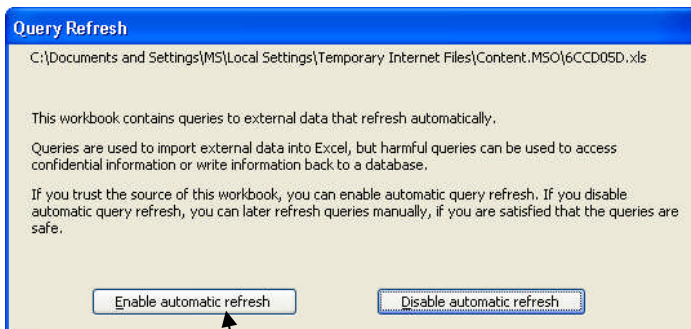 Query Refresh
C:\Documents and Settings\MS\Local Settings\Temporary Internet Files\Content.MSO\6CCD05D.xls
This workbook contains queries to external data that refresh automatically.
Queries are used to import external data into Excel, but harmful queries can be used to access
confidential information or write information back to a database.
If you trust the source of this workbook, you can enable automatic query refresh. If you disable
automatic query refresh, you can later refresh queries manually, if you are satisfied that the queries are
safe.
Enable automatic refresh
Disable automatic refresh